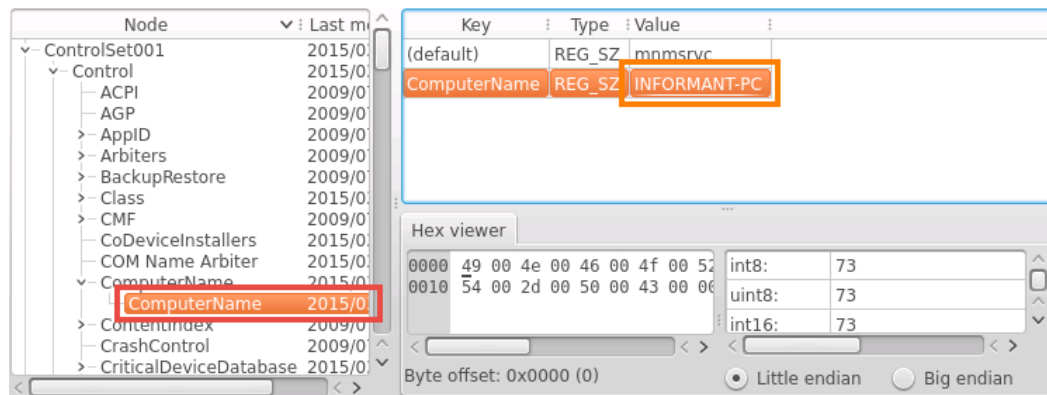 Node Last m
ControlSet001 2015/0
Control 2015/0
ACPI 2009/0
AGP 2009/0
AppID 2009/0
Arbiters 2009/0
BackupRestore 2009/0
Class 2015/0
CMF 2009/0
CoDeviceInstallers 2015/0
COM Name Arbiter 2015/0
ComputerName 2015/0
ComputerName 2015/0
ContentIndex 2009/0
CrashControl 2009/0
CriticalDeviceDatabase 2015/0
Key Type Value
(default) REG_SZ mnmsrvc
ComputerName REG_SZ INFORMANT-PC
Hex viewer
0000 49 00 4e 00 46 00 4f 00 52
0010 54 00 2d 00 50 00 43 00 00
int8: 73
uint8: 73
int16: 73
Byte offset: 0x0000 (0)
Little endian Big endian